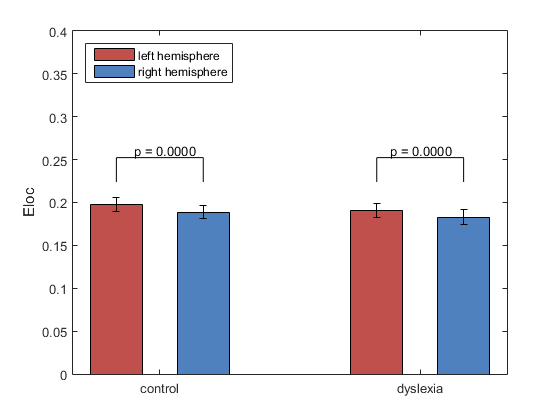 0.4
0.35
0.3
0.25
0.2
0.15
0.1
0.05
0
Eloc
left hemisphere
right hemisphere
p = 0.0000
p = 0.0000
control
dyslexia